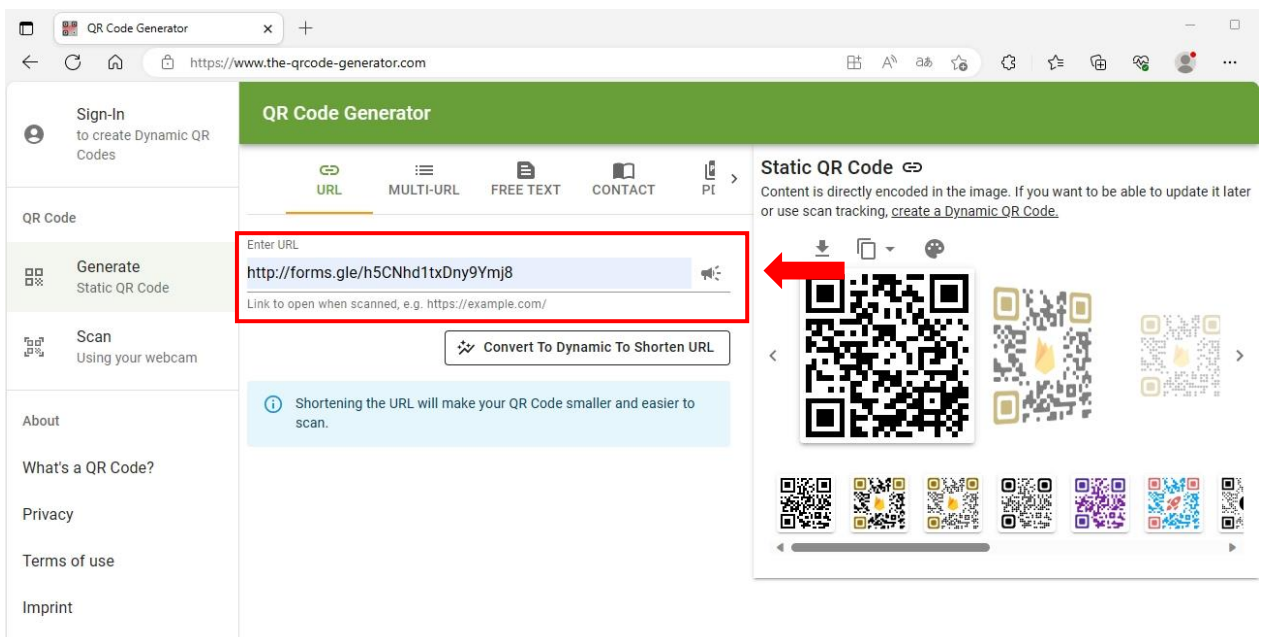 QR Code Generator
https://www.the-qrcode-generator.com
Sign-In
to create Dynamic QR
Codes
QR Code
Generate
Static QR Code
Scan
Using your webcam
About
What's a QR Code?
Privacy
Terms of use
Imprint
QR Code Generator
URL
MULTI-URL
FREE TEXT
CONTACT
Enter URL
http://forms.gle/h5CNhd1txDny9Ymj8
Link to open when scanned, e.g. https://example.com/
Convert To Dynamic To Shorten URL
Shortening the URL will make your QR Code smaller and easier to
scan.
Static QR Code
Content is directly encoded in the image. If you want to be able to update it later
or use scan tracking, create a Dynamic QR Code.